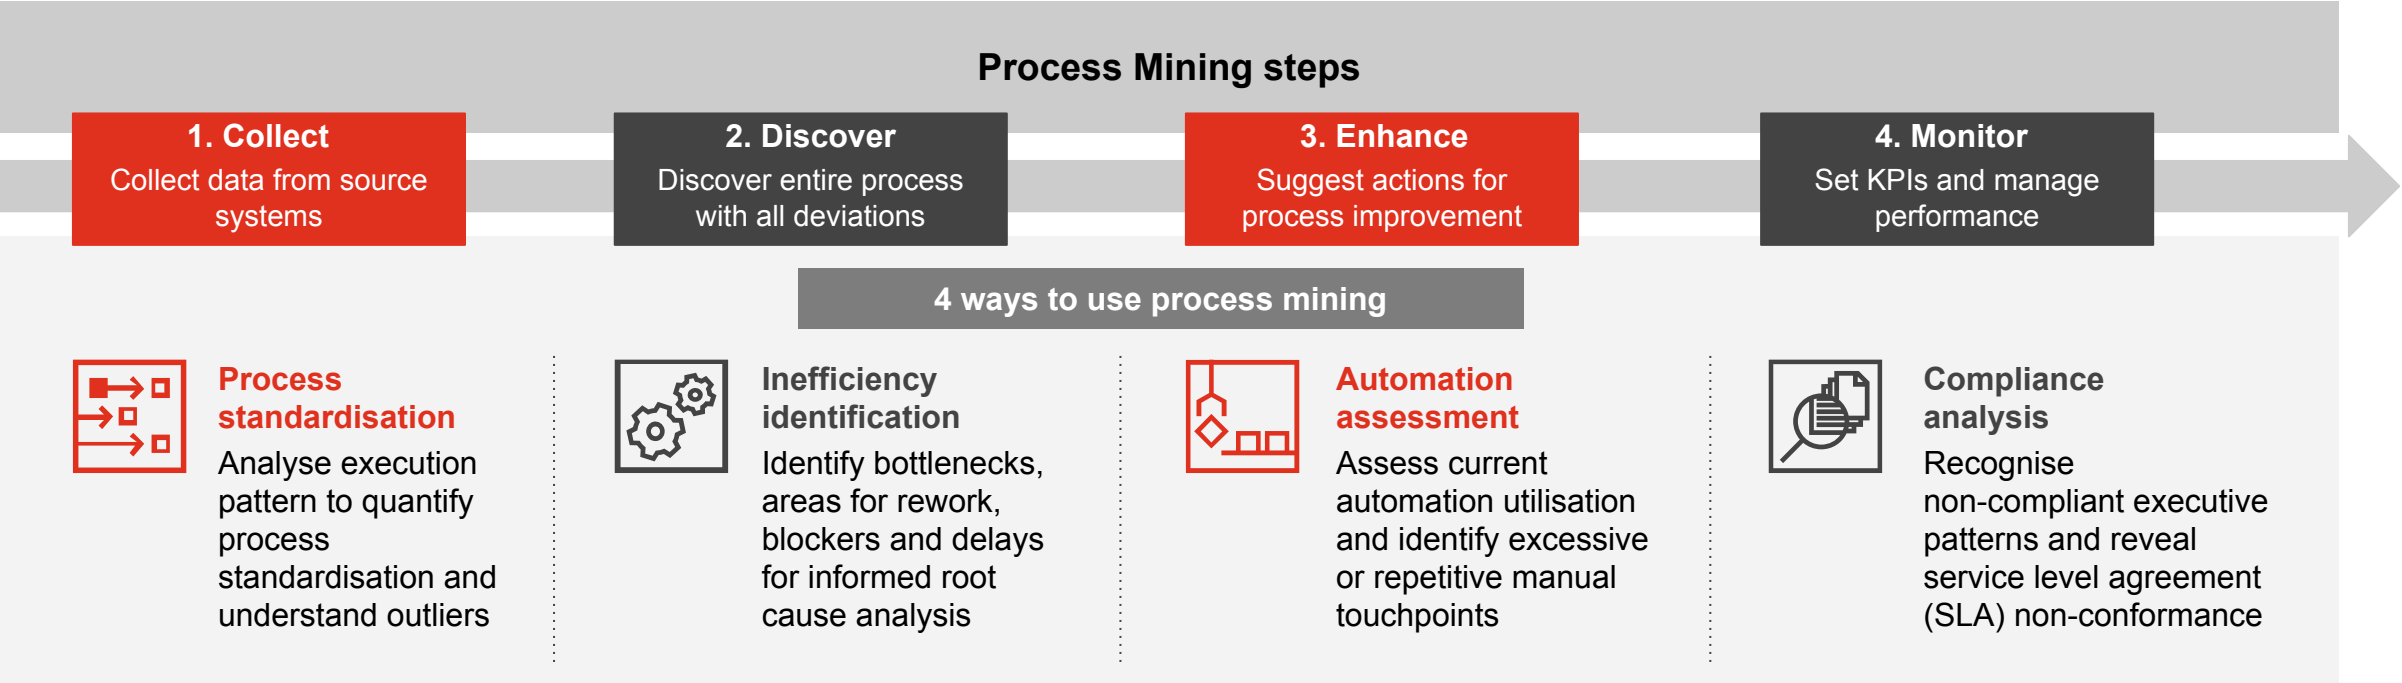 Process Mining steps
1. Collect
Collect data from source
systems
2. Discover
Discover entire process
with all deviations
3. Enhance
Suggest actions for
process improvement
4. Monitor
Set KPIs and manage
performance
4 ways to use process mining
Process
standardisation
Analyse execution
pattern to quantify
process
standardisation and
understand outliers
Inefficiency
identification
Identify bottlenecks,
areas for rework,
blockers and delays
for informed root
cause analysis
Automation
assessment
Assess current
automation utilisation
and identify excessive
or repetitive manual
touchpoints
Compliance
analysis
Recognise
non-compliant executive
patterns and reveal
service level agreement
(SLA) non-conformance